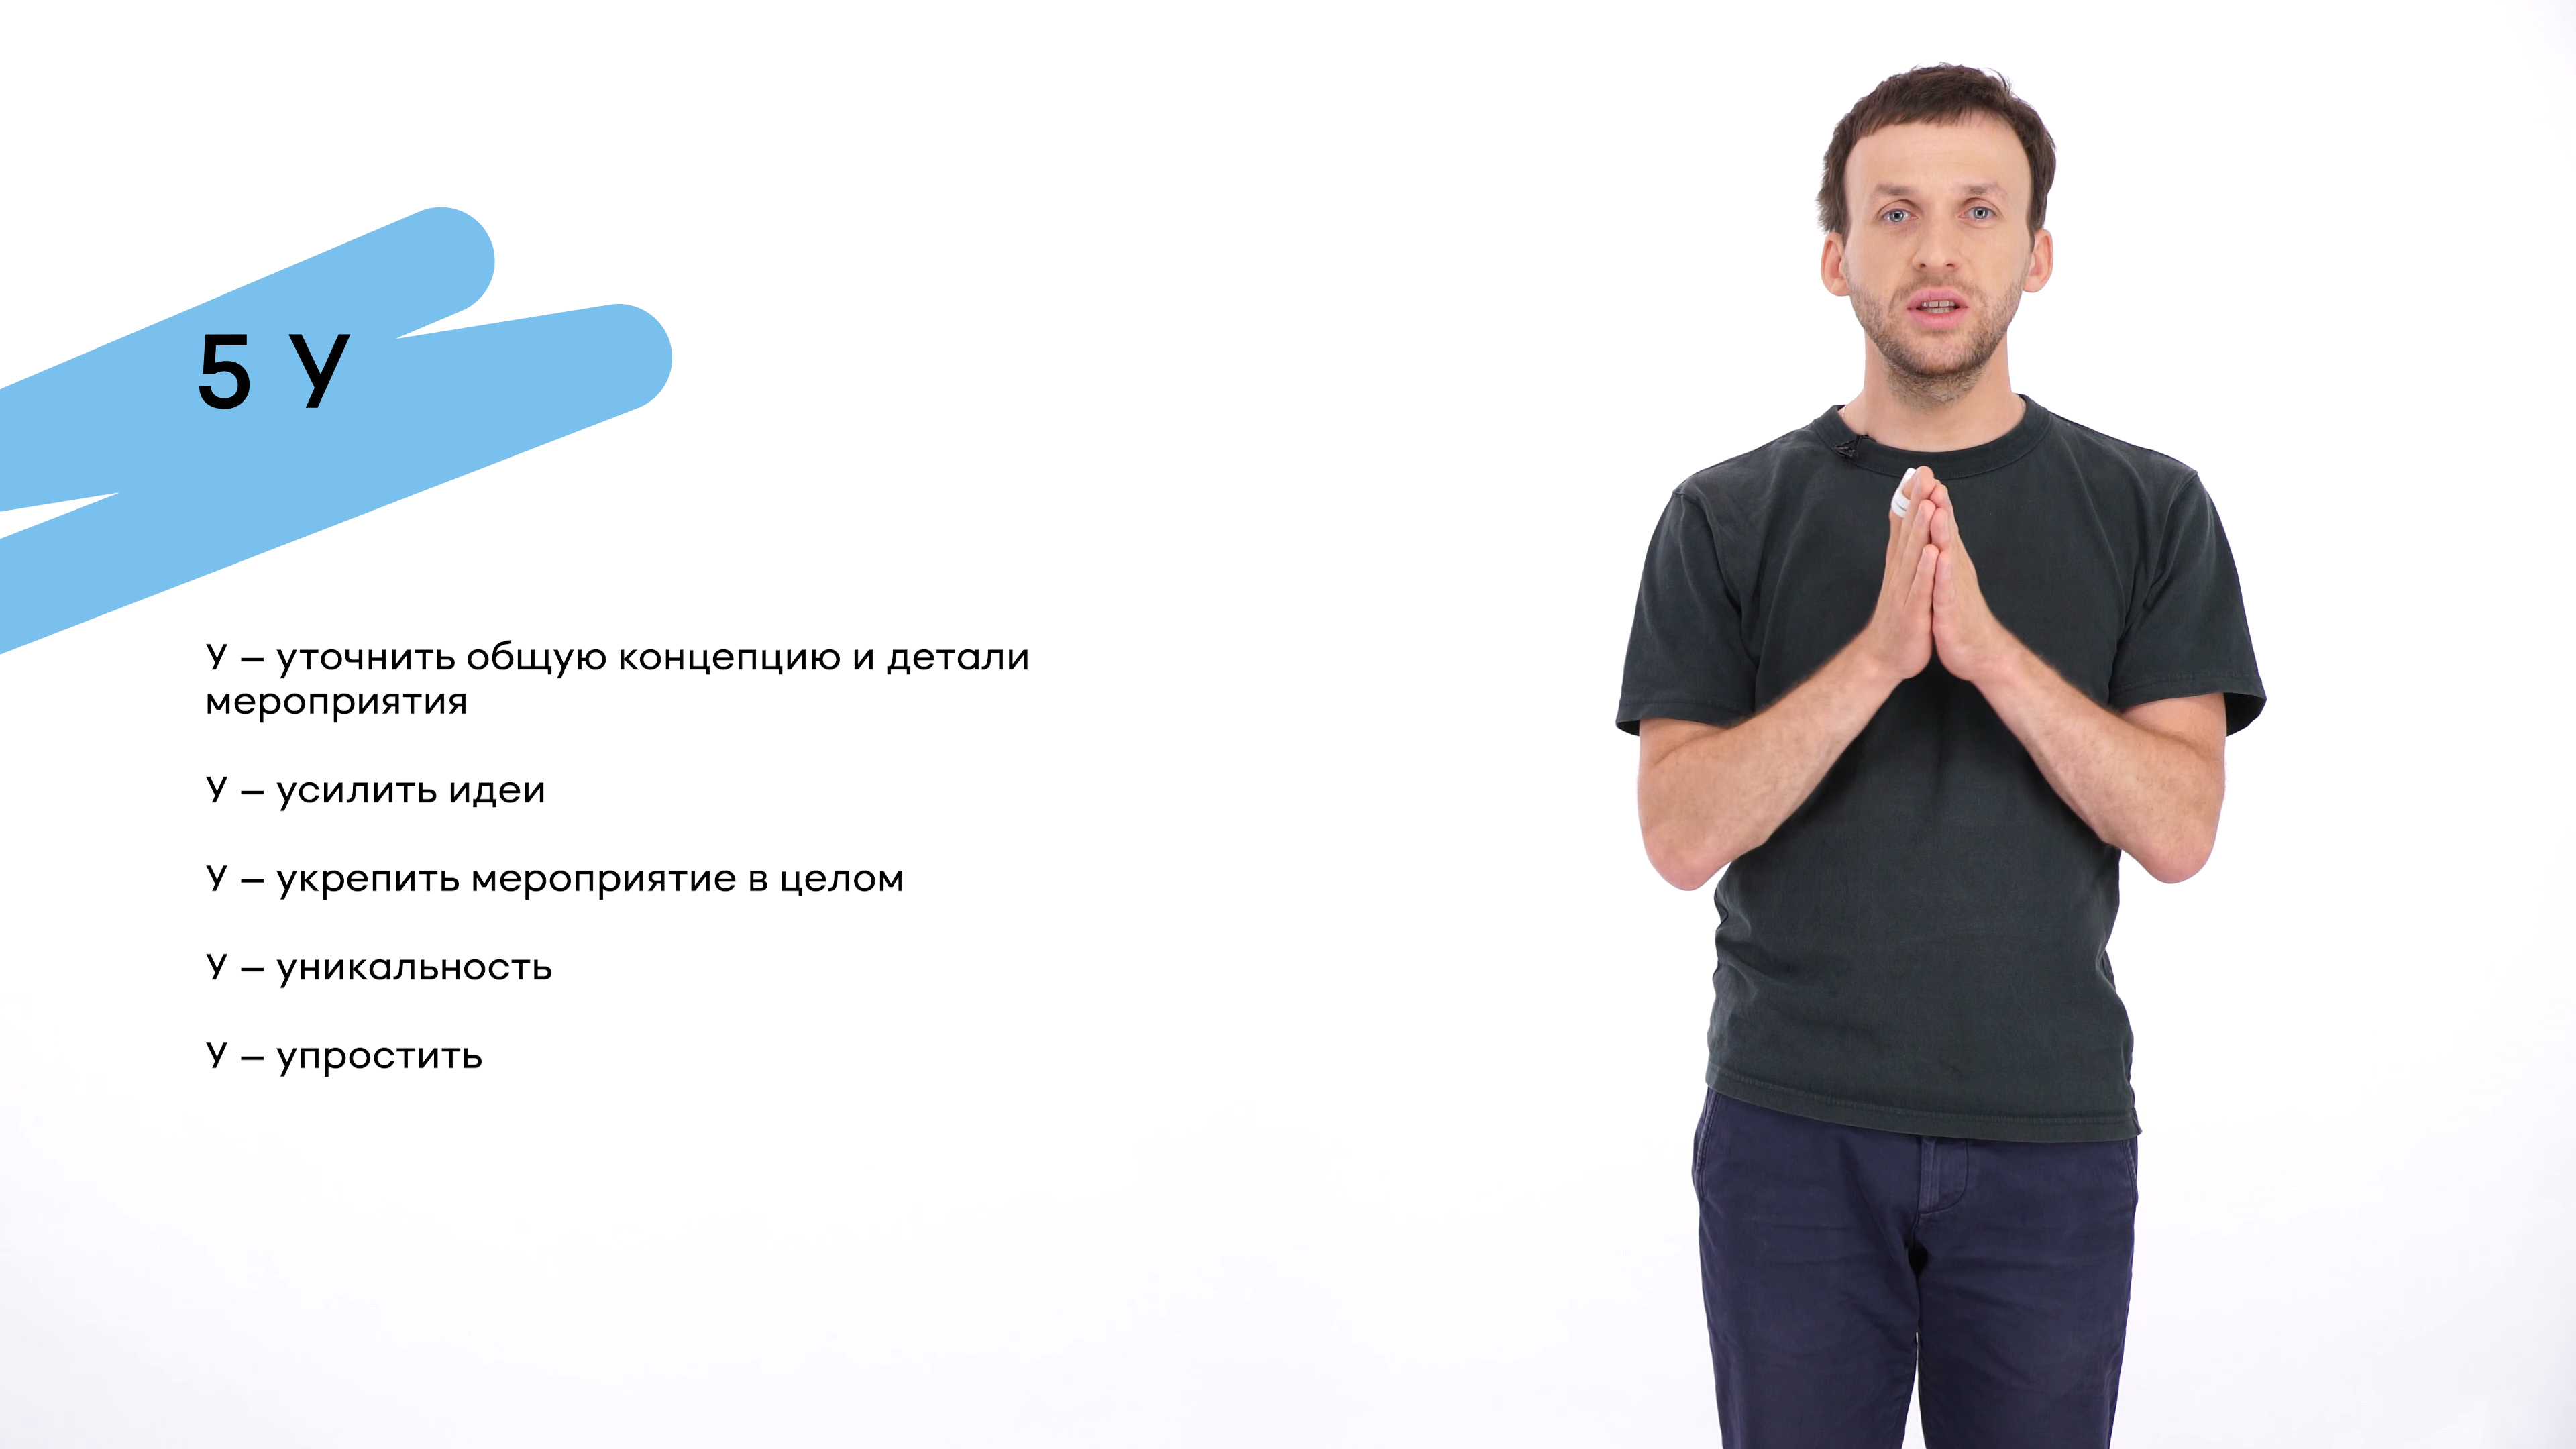 5 У
У – уточнить общую концепцию и детали
мероприятия
У – усилить идеи
У – укрепить мероприятие в целом
У – уникальность
У – упростить